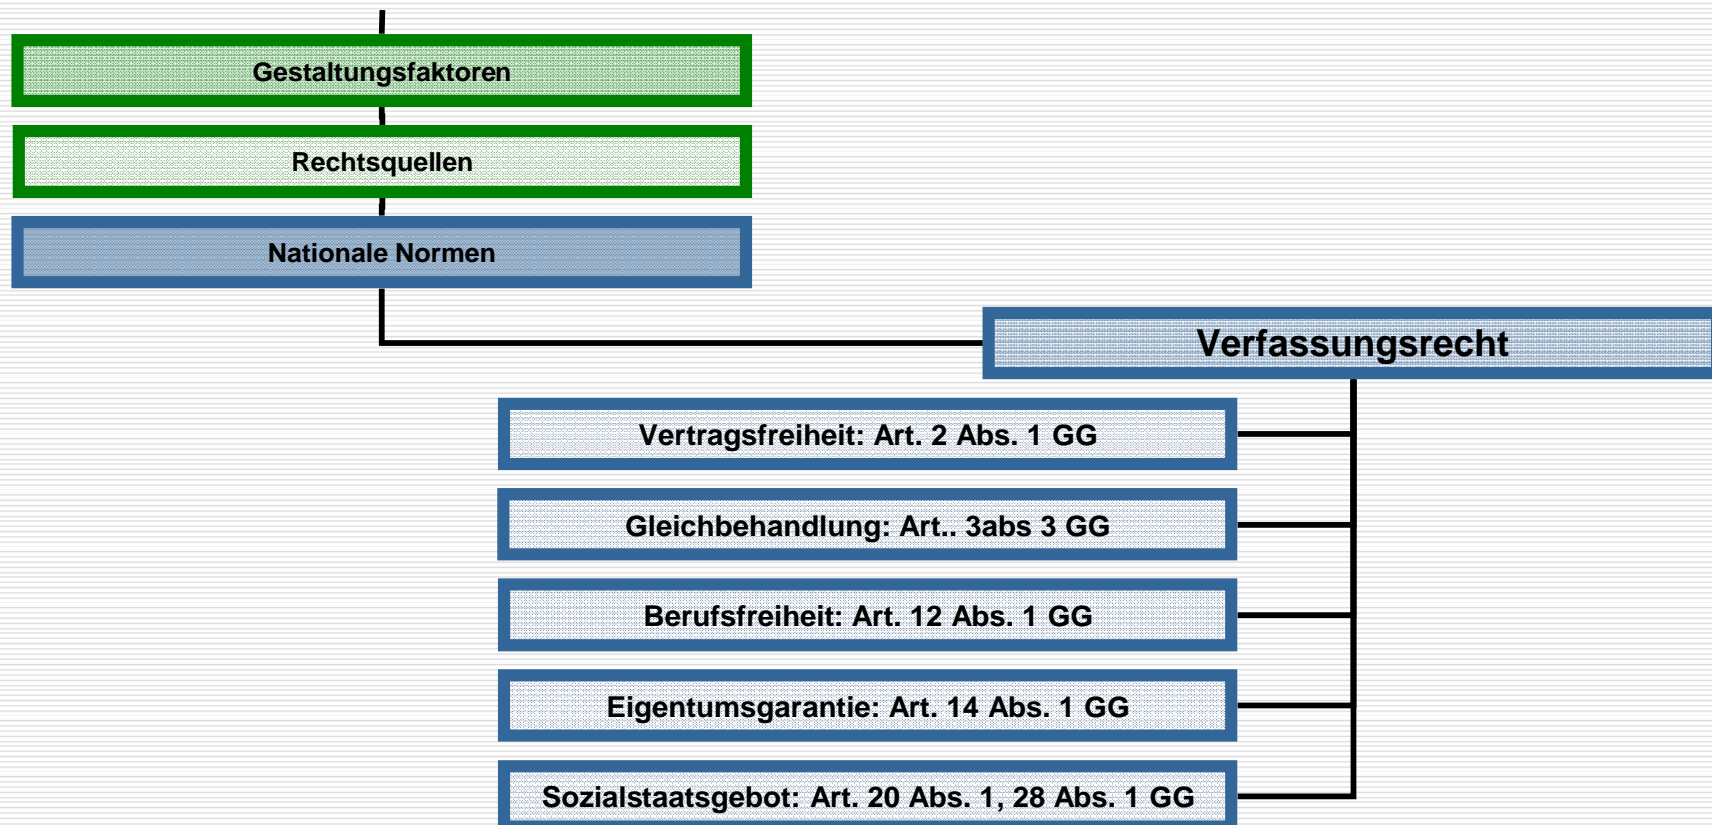 Gestaltungsfaktoren
Rechtsquellen
Nationale Normen
Verfassungsrecht
Vertragsfreiheit: Art. 2 Abs. 1 GG
Gleichbehandlung: Art.. 3abs 3 GG
Berufsfreiheit: Art. 12 Abs. 1 GG
Eigentumsgarantie: Art. 14 Abs. 1 GG
Sozialstaatsgebot: Art. 20 Abs. 1, 28 Abs. 1 GG